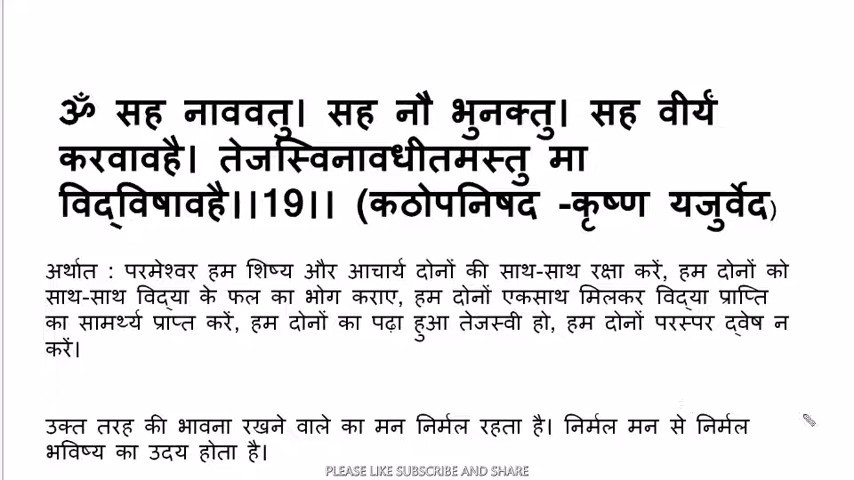 ॐ सह नाववतु। सह नौ भुनक्तु। सह वीर्यं
करवावहै। तेजस्विनावधीतमस्तु मा
विद्विषावहै।।19।। (कठोपनिषद -कृष्ण यजुर्वेद)
अर्थात : परमेश्वर हम शिष्य और आचार्य दोनों की साथ-साथ रक्षा करें, हम दोनों को
साथ-साथ विद्या के फल का भोग कराए, हम दोनों एकसाथ मिलकर विद्या प्राप्ति
का सामर्थ्य प्राप्त करें, हम दोनों का पढ़ा हुआ तेजस्वी हो, हम दोनों परस्पर द्वेष न
करें।
उक्त तरह की भावना रखने वाले का मन निर्मल रहता है। निर्मल मन से निर्मल
भविष्य का उदय होता है।
PLEASE LIKE SUBSCRIBE AND SHARE